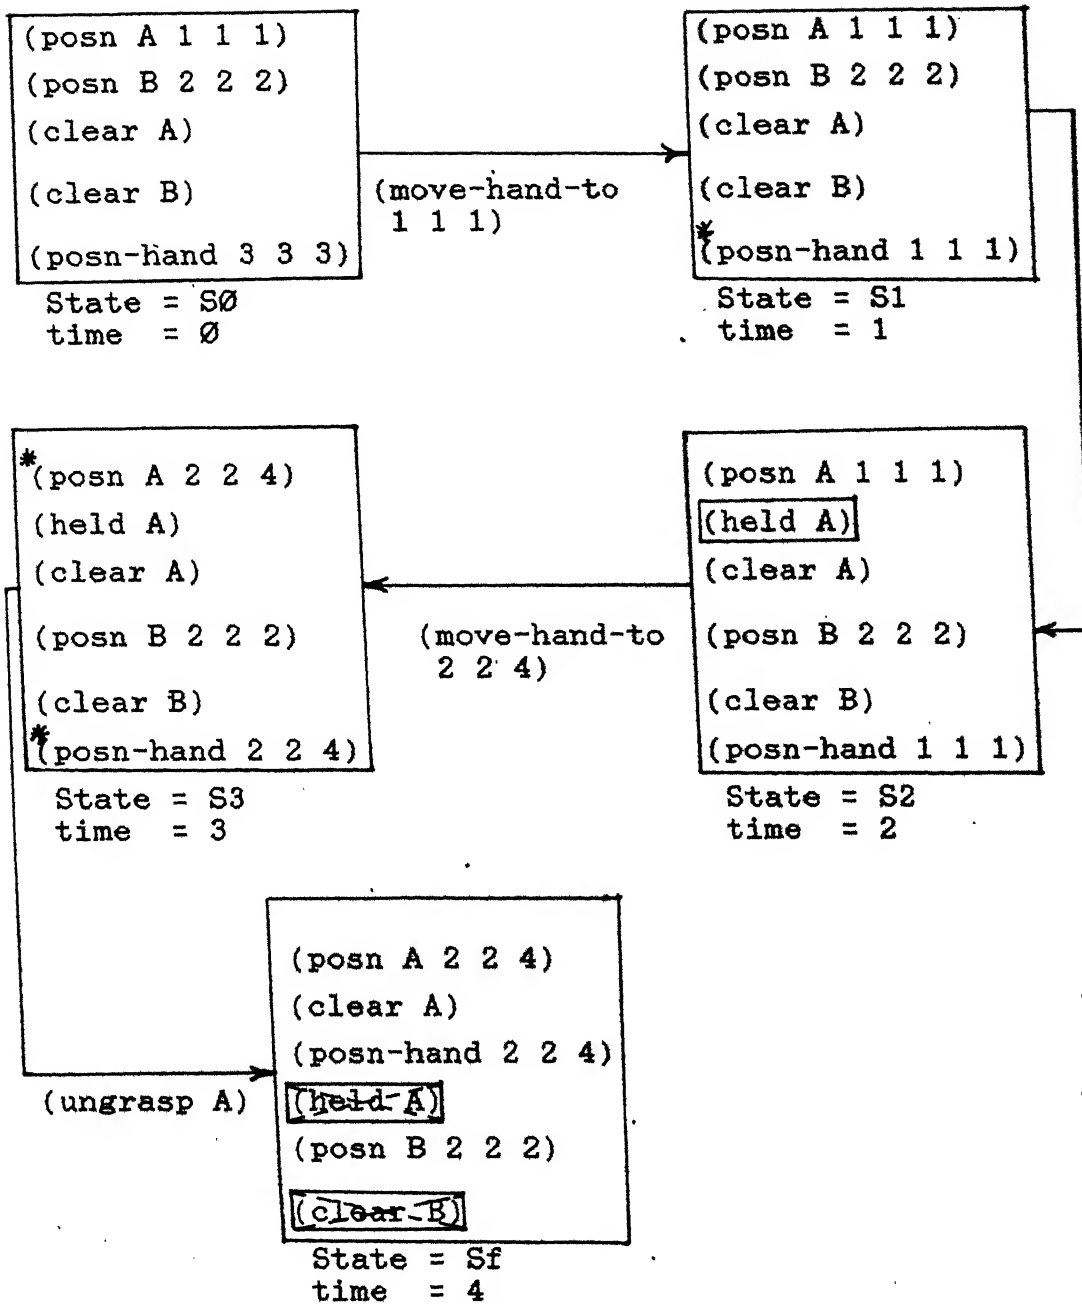 (posn A 1 1 1)
(posn B 2 2 2)
(clear A)
(clear B)
(posn-hand 3 3 3)
State = SØ
time = Ø
(move-hand-to
1 1 1)
(posn A 1 1 1)
(posn B 2 2 2)
(clear A)
(clear B)
*(posn-hand 1 1 1)
State = S1
time = 1
(posn A 1 1 1)
(held A)
(clear A)
(posn B 2 2 2)
(clear B)
(posn-hand 1 1 1)
State = S2
time = 2
(move-hand-to
2 2 4)
*(posn A 2 2 4)
(held A)
(clear A)
(posn B 2 2 2)
(clear B)
*(posn-hand 2 2 4)
State = S3
time = 3
(ungrasp A)
(posn A 2 2 4)
(clear A)
(posn-hand 2 2 4)
(held A)
(posn B 2 2 2)
(clear B)
State = Sf
time = 4